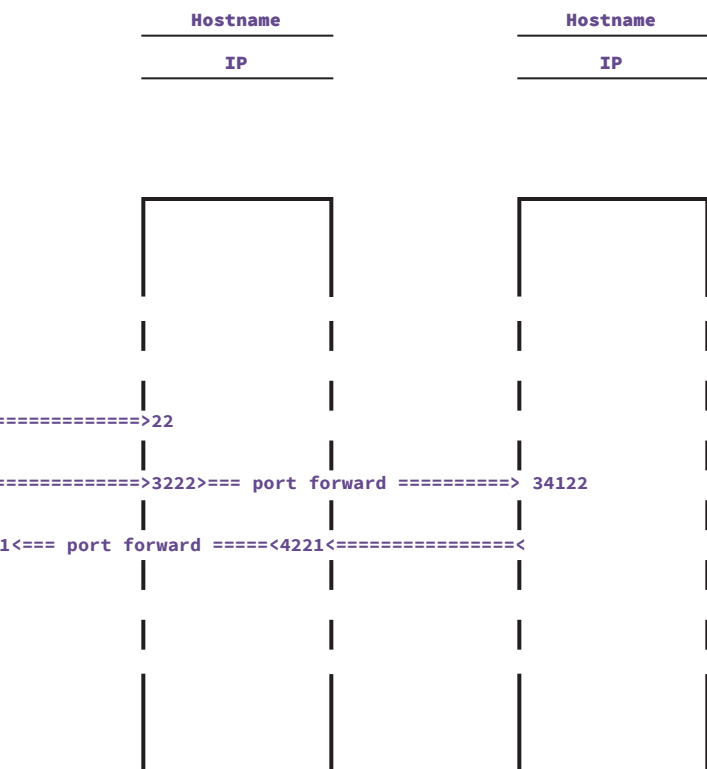 Hostname Hostname
IP IP
=============>22
=============>3222>=== port forward ==========> 34122
1<=== port forward =====<4221<================<